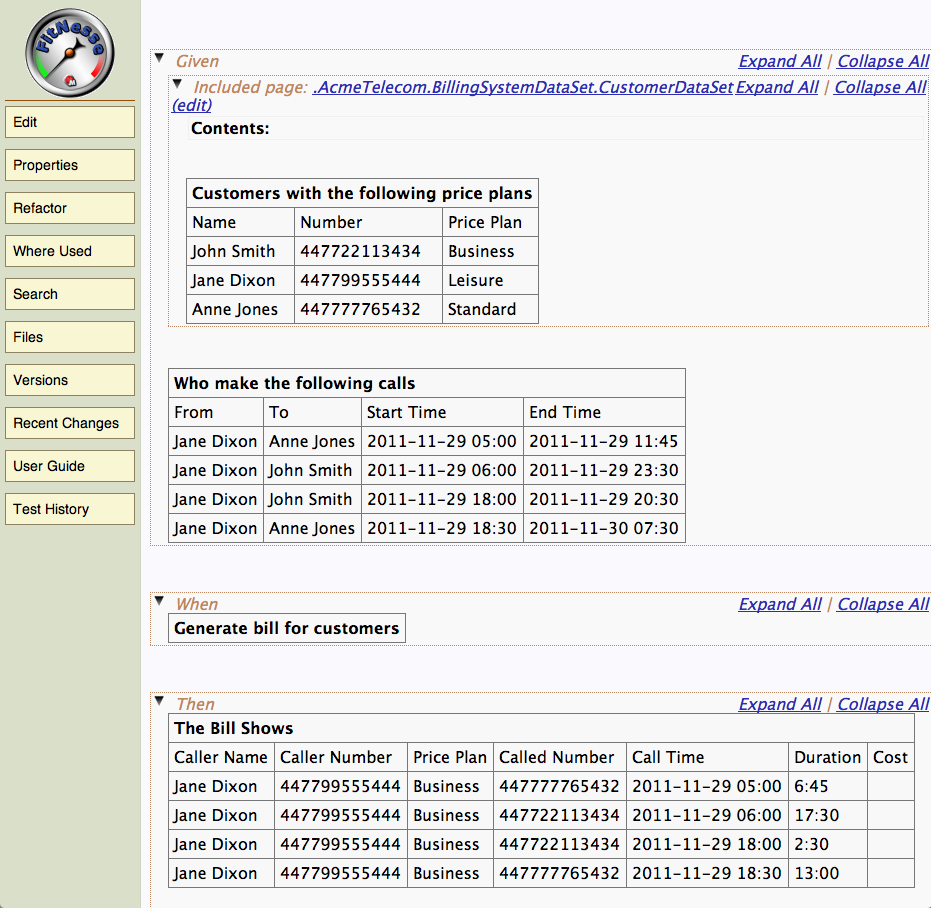 FitNesse
Edit
Properties
Refactor
Where Used
Search
Files
Versions
Recent Changes
User Guide
Test History
Given Expand All | Collapse All
Included page: .AcmeTelecom.BillingSystemDataSet.CustomerDataSet Expand All | Collapse All
(edit)
Contents:
Customers with the following price plans
Name Number Price Plan
John Smith 447722113434 Business
Jane Dixon 447799555444 Leisure
Anne Jones 447777765432 Standard
Who make the following calls
From To Start Time End Time
Jane Dixon Anne Jones 2011-11-29 05:00 2011-11-29 11:45
Jane Dixon John Smith 2011-11-29 06:00 2011-11-29 23:30
Jane Dixon John Smith 2011-11-29 18:00 2011-11-29 20:30
Jane Dixon Anne Jones 2011-11-29 18:30 2011-11-30 07:30
When Expand All | Collapse All
Generate bill for customers
Then Expand All | Collapse All
The Bill Shows
Caller Name Caller Number Price Plan Called Number Call Time Duration Cost
Jane Dixon 447799555444 Business 447777765432 2011-11-29 05:00 6:45
Jane Dixon 447799555444 Business 447722113434 2011-11-29 06:00 17:30
Jane Dixon 447799555444 Business 447722113434 2011-11-29 18:00 2:30
Jane Dixon 447799555444 Business 447777765432 2011-11-29 18:30 13:00